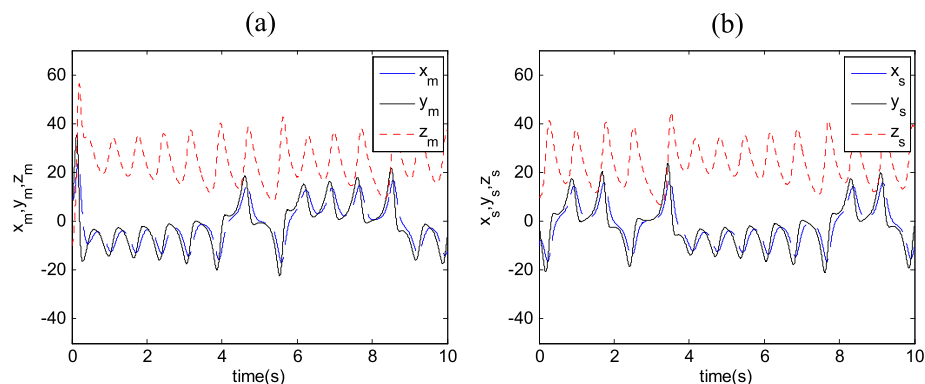 (a)
60
40
20
0
-20
-40
0 2 4 6 8 10
x_m,y_m,z_m
time(s)
x_m
y_m
z_m
(b)
60
40
20
0
-20
-40
0 2 4 6 8 10
x_s,y_s,z_s
time(s)
x_s
y_s
z_s